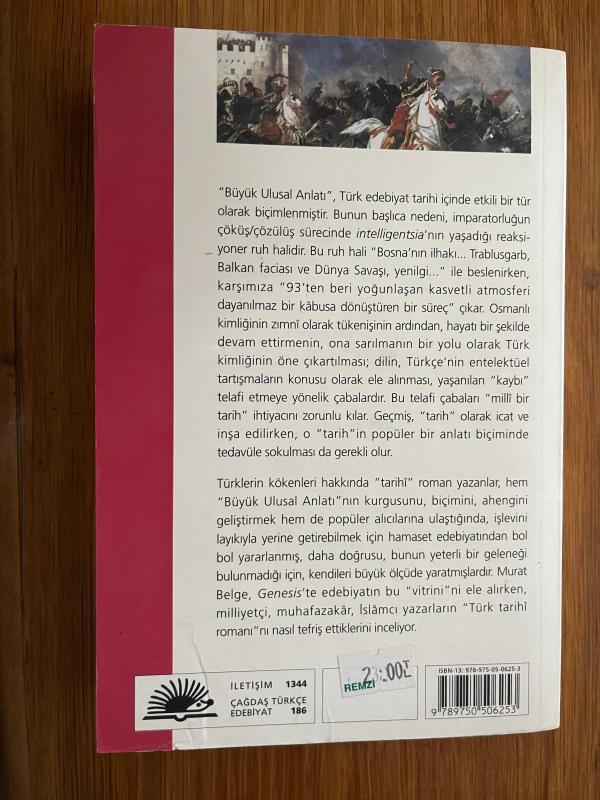 “Büyük Ulusal Anlatı”, Türk edebiyat tarihi içinde etkili bir tür
olarak biçimlenmiştir. Bunun başlıca nedeni, imparatorluğun
çöküş/çözülüş sürecinde intelligentsia’nın yaşadığı reaksi-
yoner ruh halidir. Bu ruh hali “Bosna’nın ilhakı... Trablusgarb,
Balkan faciası ve Dünya Savaşı, yenilgi...” ile beslenirken,
karşımıza “93’ten beri yoğunlaşan kasvetli atmosferi
dayanılmaz bir kâbusa dönüştüren bir süreç” çıkar. Osmanlı
kimliğinin zımnî olarak tükenişinin ardından, hayatı bir şekilde
devam ettirmenin, ona sarılmanın bir yolu olarak Türk
kimliğinin öne çıkartılması; dilin, Türkçe’nin entelektüel
tartışmaların konusu olarak ele alınması, yaşanılan “kaybı”
telafi etmeye yönelik çabalardır. Bu telafi çabaları “millî bir
tarih” ihtiyacını zorunlu kılar. Geçmiş, “tarih” olarak icat ve
inşa edilirken, o “tarih”in popüler bir anlatı biçiminde
tedavüle sokulması da gerekli olur.
Türklerin kökenleri hakkında “tarihî” roman yazanlar, hem
“Büyük Ulusal Anlatı”nın kurgusunu, biçimini, ahengini
geliştirmek hem de popüler alıcılarına ulaştığında, işlevini
layıkıyla yerine getirebilmek için hamaset edebiyatından bol
bol yararlanmış, daha doğrusu, bunun yeterli bir geleneği
bulunmadığı için, kendileri büyük ölçüde yaratmışlardır. Murat
Belge, Genesis’te edebiyatın bu “vitrini”ni ele alırken,
milliyetçi, muhafazakâr, İslâmcı yazarların “Türk tarihî
romanı”nı nasıl tefriş ettiklerini inceliyor.
İLETİŞİM 1344
ÇAĞDAŞ TÜRKÇE
EDEBİYAT 186
REMZİ
ISBN-13: 978-975-05-0625-3
9 789750 506253